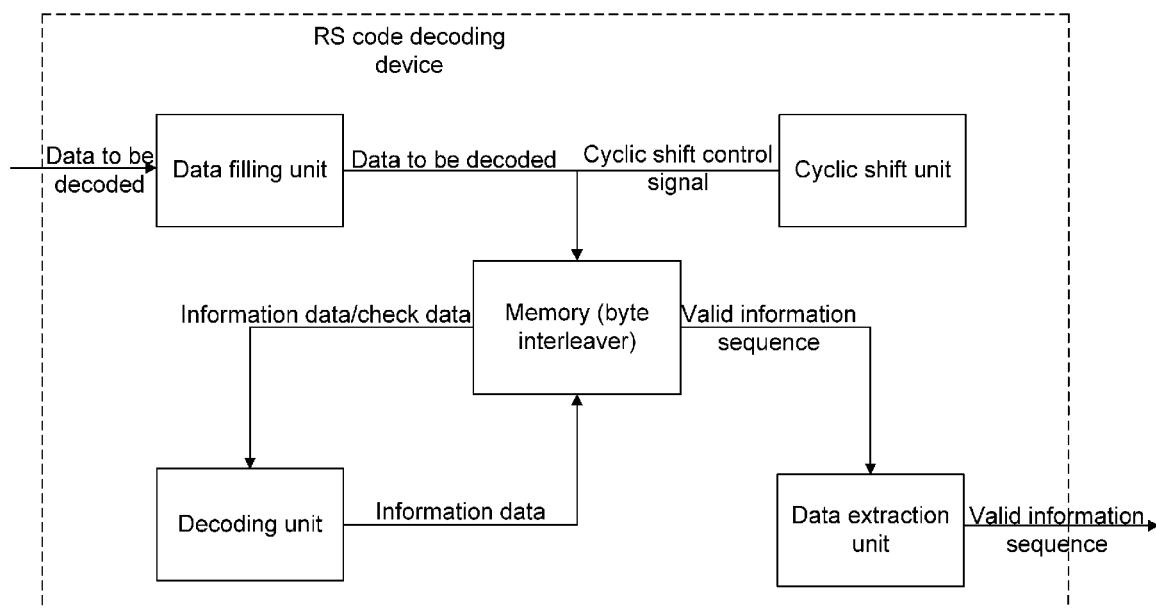 RS code decoding
device
Data to be
decoded
Data filling unit
Data to be decoded
Cyclic shift control
signal
Cyclic shift unit
Information data/check data
Memory (byte
interleaver)
Valid information
sequence
Decoding unit
Information data
Data extraction
unit
Valid information
sequence